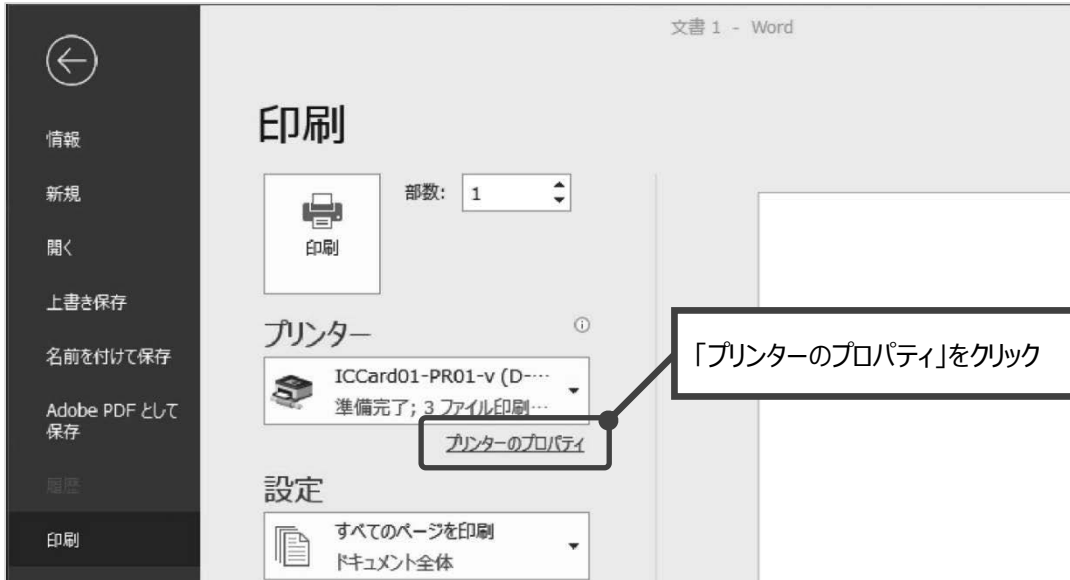 文書 1 - Word
情報
新規
開く
上書き保存
名前を付けて保存
Adobe PDF として
保存
履歴
印刷
印刷
印刷
部数: 1
プリンター
ICCard01-PR01-v (D-…
準備完了; 3 ファイル印刷…
プリンターのプロパティ
「プリンターのプロパティ」をクリック
設定
すべてのページを印刷
ドキュメント全体